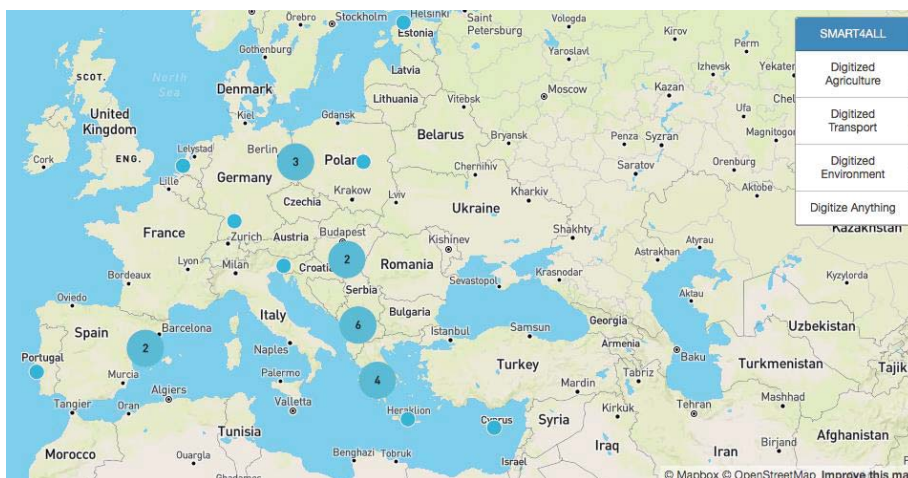 Örebro
Stockholm
Helsinki
Saint
Petersburg
Vologda
Kirov
Perm
SMART4ALL
Estonia
Gothenburg
Yaroslavl
Izhevsk
Yekater
SCOT.
North
Sea
Latvia
Moscow
Kazan
Digitized
Agriculture
Denmark
Lithuania
Vitebsk
Ufa
Chel
United
Kingdom
Kiel
Gdansk
Magnitogor
Digitized
Transport
Belarus
Bryansk
Penza
Syzran
Cork
ENG.
Lelystad
Berlin
3
Polan
Chernihiv
Saratov
Orenburg
Digitized
Environment
Lille
Germany
Krakow
Lviv
Kharkiv
Aktobe
Czechia
Ukraine
Digitize Anything
France
Zurich
Austria
Budapest
Kishinev
Shakhty
KAZAKHSTAN
Lyon
Milan
Croatia
2
Romania
Astrakhan
Atyrau
Bordeaux
Serbia
Sevastopol
Krasnodar
Kyzylorda
Aktau
Oviedo
Italy
6
Bulgaria
Georgia
Uzbekistan
Spain
Barcelona
Istanbul
Samsun
Armenia
2
Naples
Baku
Portugal
Turkey
Turkmenistan
Murcia
Palermo
4
Tabriz
Tajik
Algiers
Mardin
Tangier
Oran
Valletta
Heraklion
Cyprus
Kirkuk
Tehran
Mashhad
Syria
Tunisia
Afghanistan
Morocco
Benghazi
Tobruk
Iraq
Iran
Birjand
Ouargla
Israel
Ghadames
© Mapbox © OpenStreetMap Improve this ma